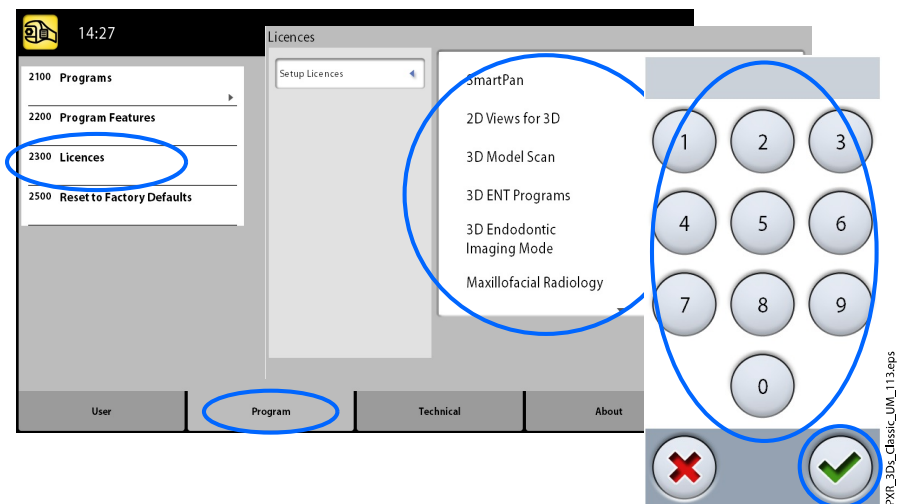 14:27
Licences
2100 Programs
2200 Program Features
2300 Licences
2500 Reset to Factory Defaults
Setup Licences
SmartPan
2D Views for 3D
3D Model Scan
3D ENT Programs
3D Endodontic
Imaging Mode
Maxillofacial Radiology
1 2 3
4 5 6
7 8 9
0
User Program Technical About
PXR_3Ds_Classic_UM_113.eps